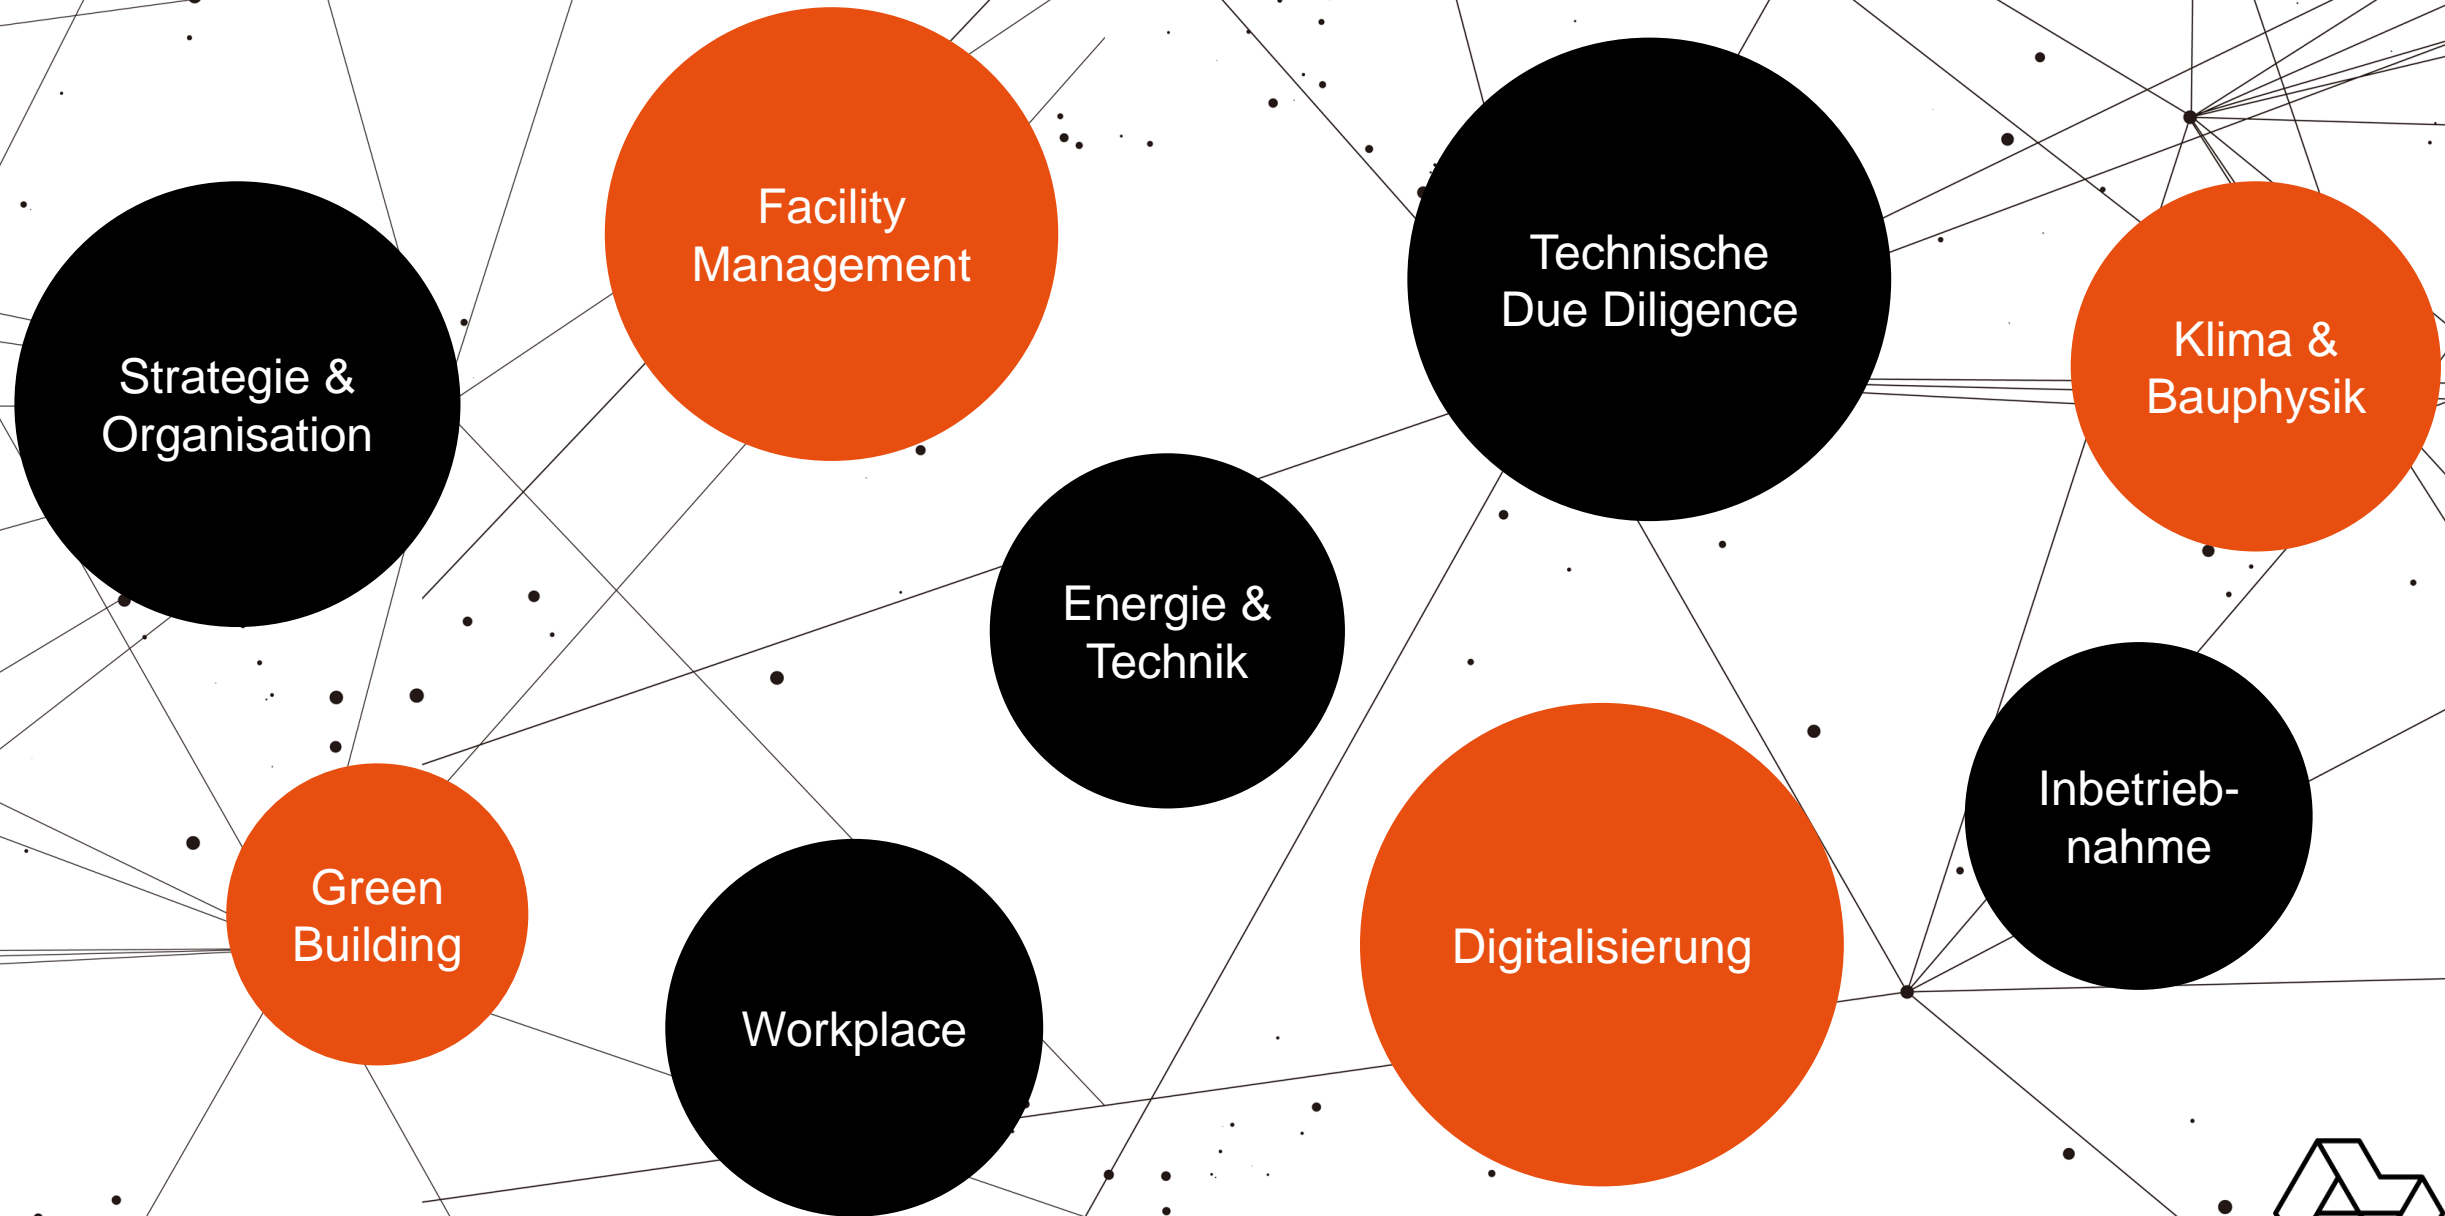 Facility
Management
Technische
Due Diligence
Klima &
Bauphysik
Strategie &
Organisation
Energie &
Technik
Inbetrieb-
nahme
Green
Building
Digitalisierung
Workplace